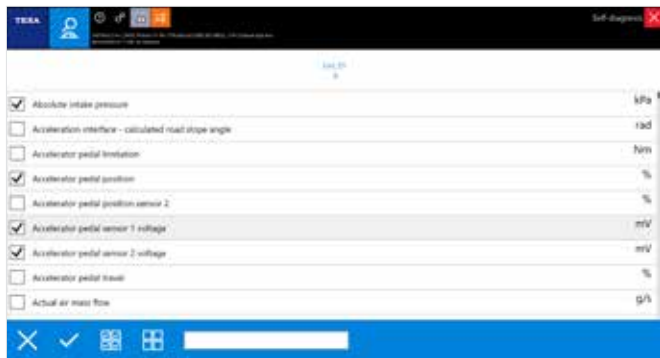 TEXA
Self-diagnosis
Absolute intake pressure kPa
Acceleration interface - calculated road slope angle rad
Accelerator pedal limitation Nm
Accelerator pedal position %
Accelerator pedal position sensor 2 %
Accelerator pedal sensor 1 voltage mV
Accelerator pedal sensor 2 voltage mV
Accelerator pedal travel %
Actual air mass flow g/s